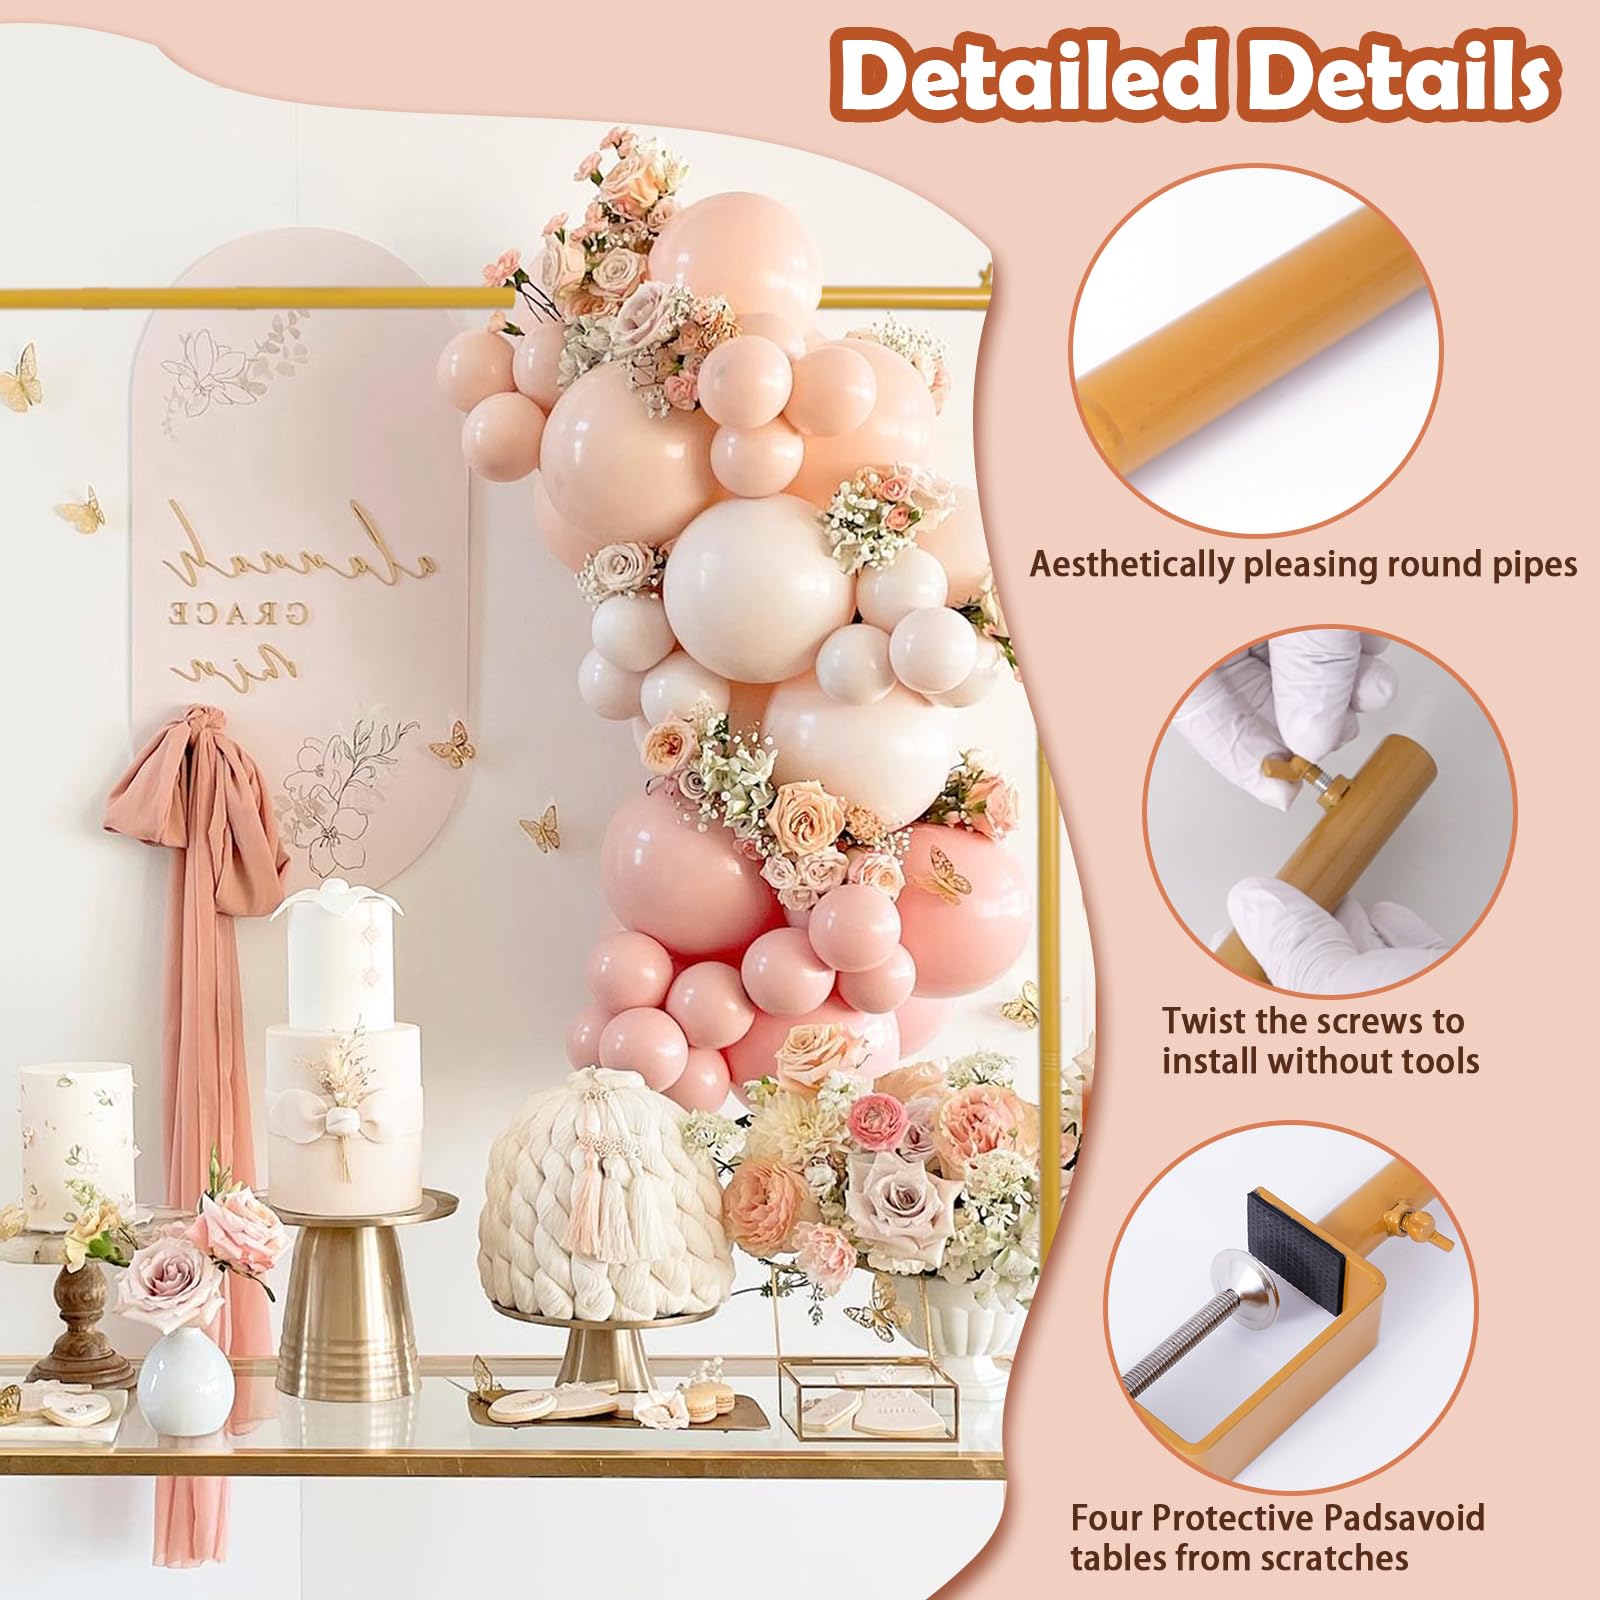 Detailed Details
alannah
GRACE
Aesthetically pleasing round pipes
Twist the screws to
install without tools
Four Protective Padsavoid
tables from scratches